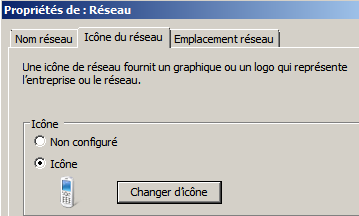 Propriétés de : Réseau
Nom réseau Icône du réseau Emplacement réseau
Une icône de réseau fournit un graphique ou un logo qui représente
l'entreprise ou le réseau.
Icône
Non configuré
Icône
Changer d'icône